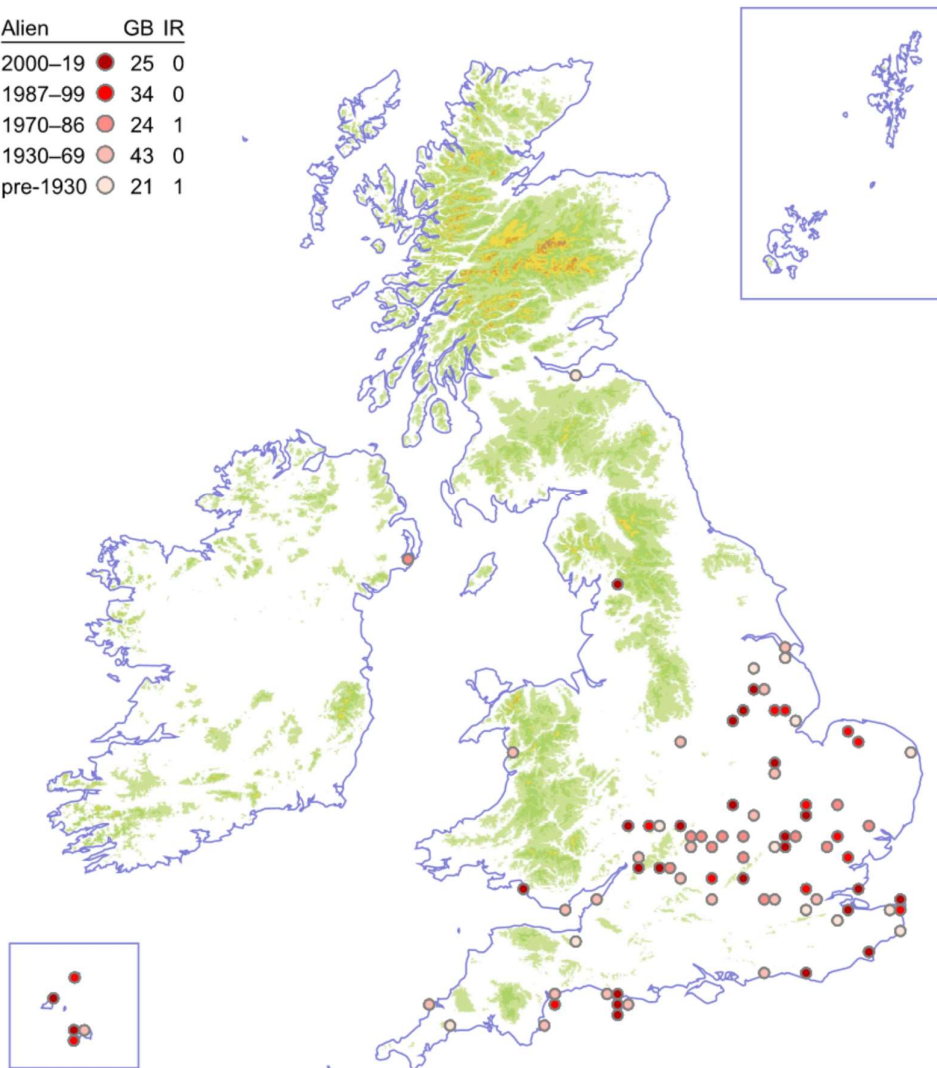 Alien GB IR
2000–19 25 0
1987–99 34 0
1970–86 24 1
1930–69 43 0
pre-1930 21 1